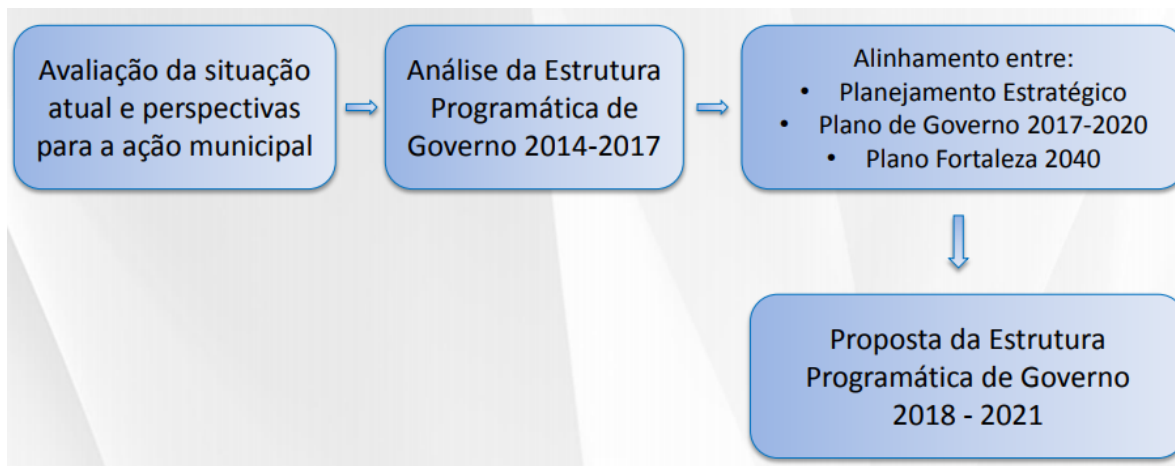 Avaliação da situação
atual e perspectivas
para a ação municipal
Análise da Estrutura
Programática de
Governo 2014-2017
Alinhamento entre:
• Planejamento Estratégico
• Plano de Governo 2017-2020
• Plano Fortaleza 2040
Proposta da Estrutura
Programática de Governo
2018 - 2021